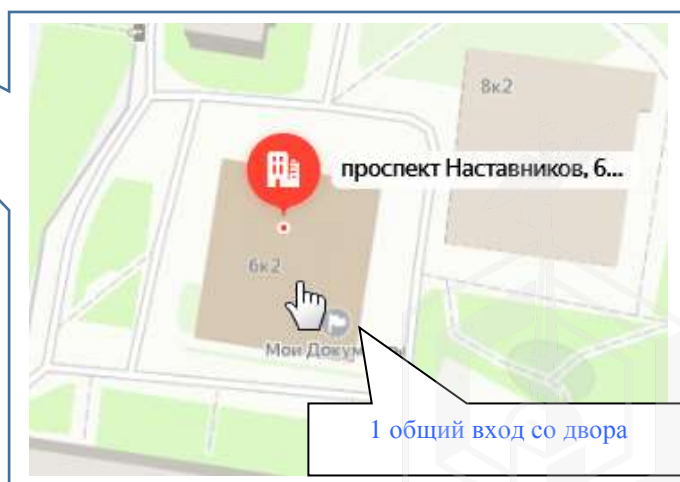 8к2
проспект Наставников, 6...
6к2
Мои Документы
1 общий вход со двора